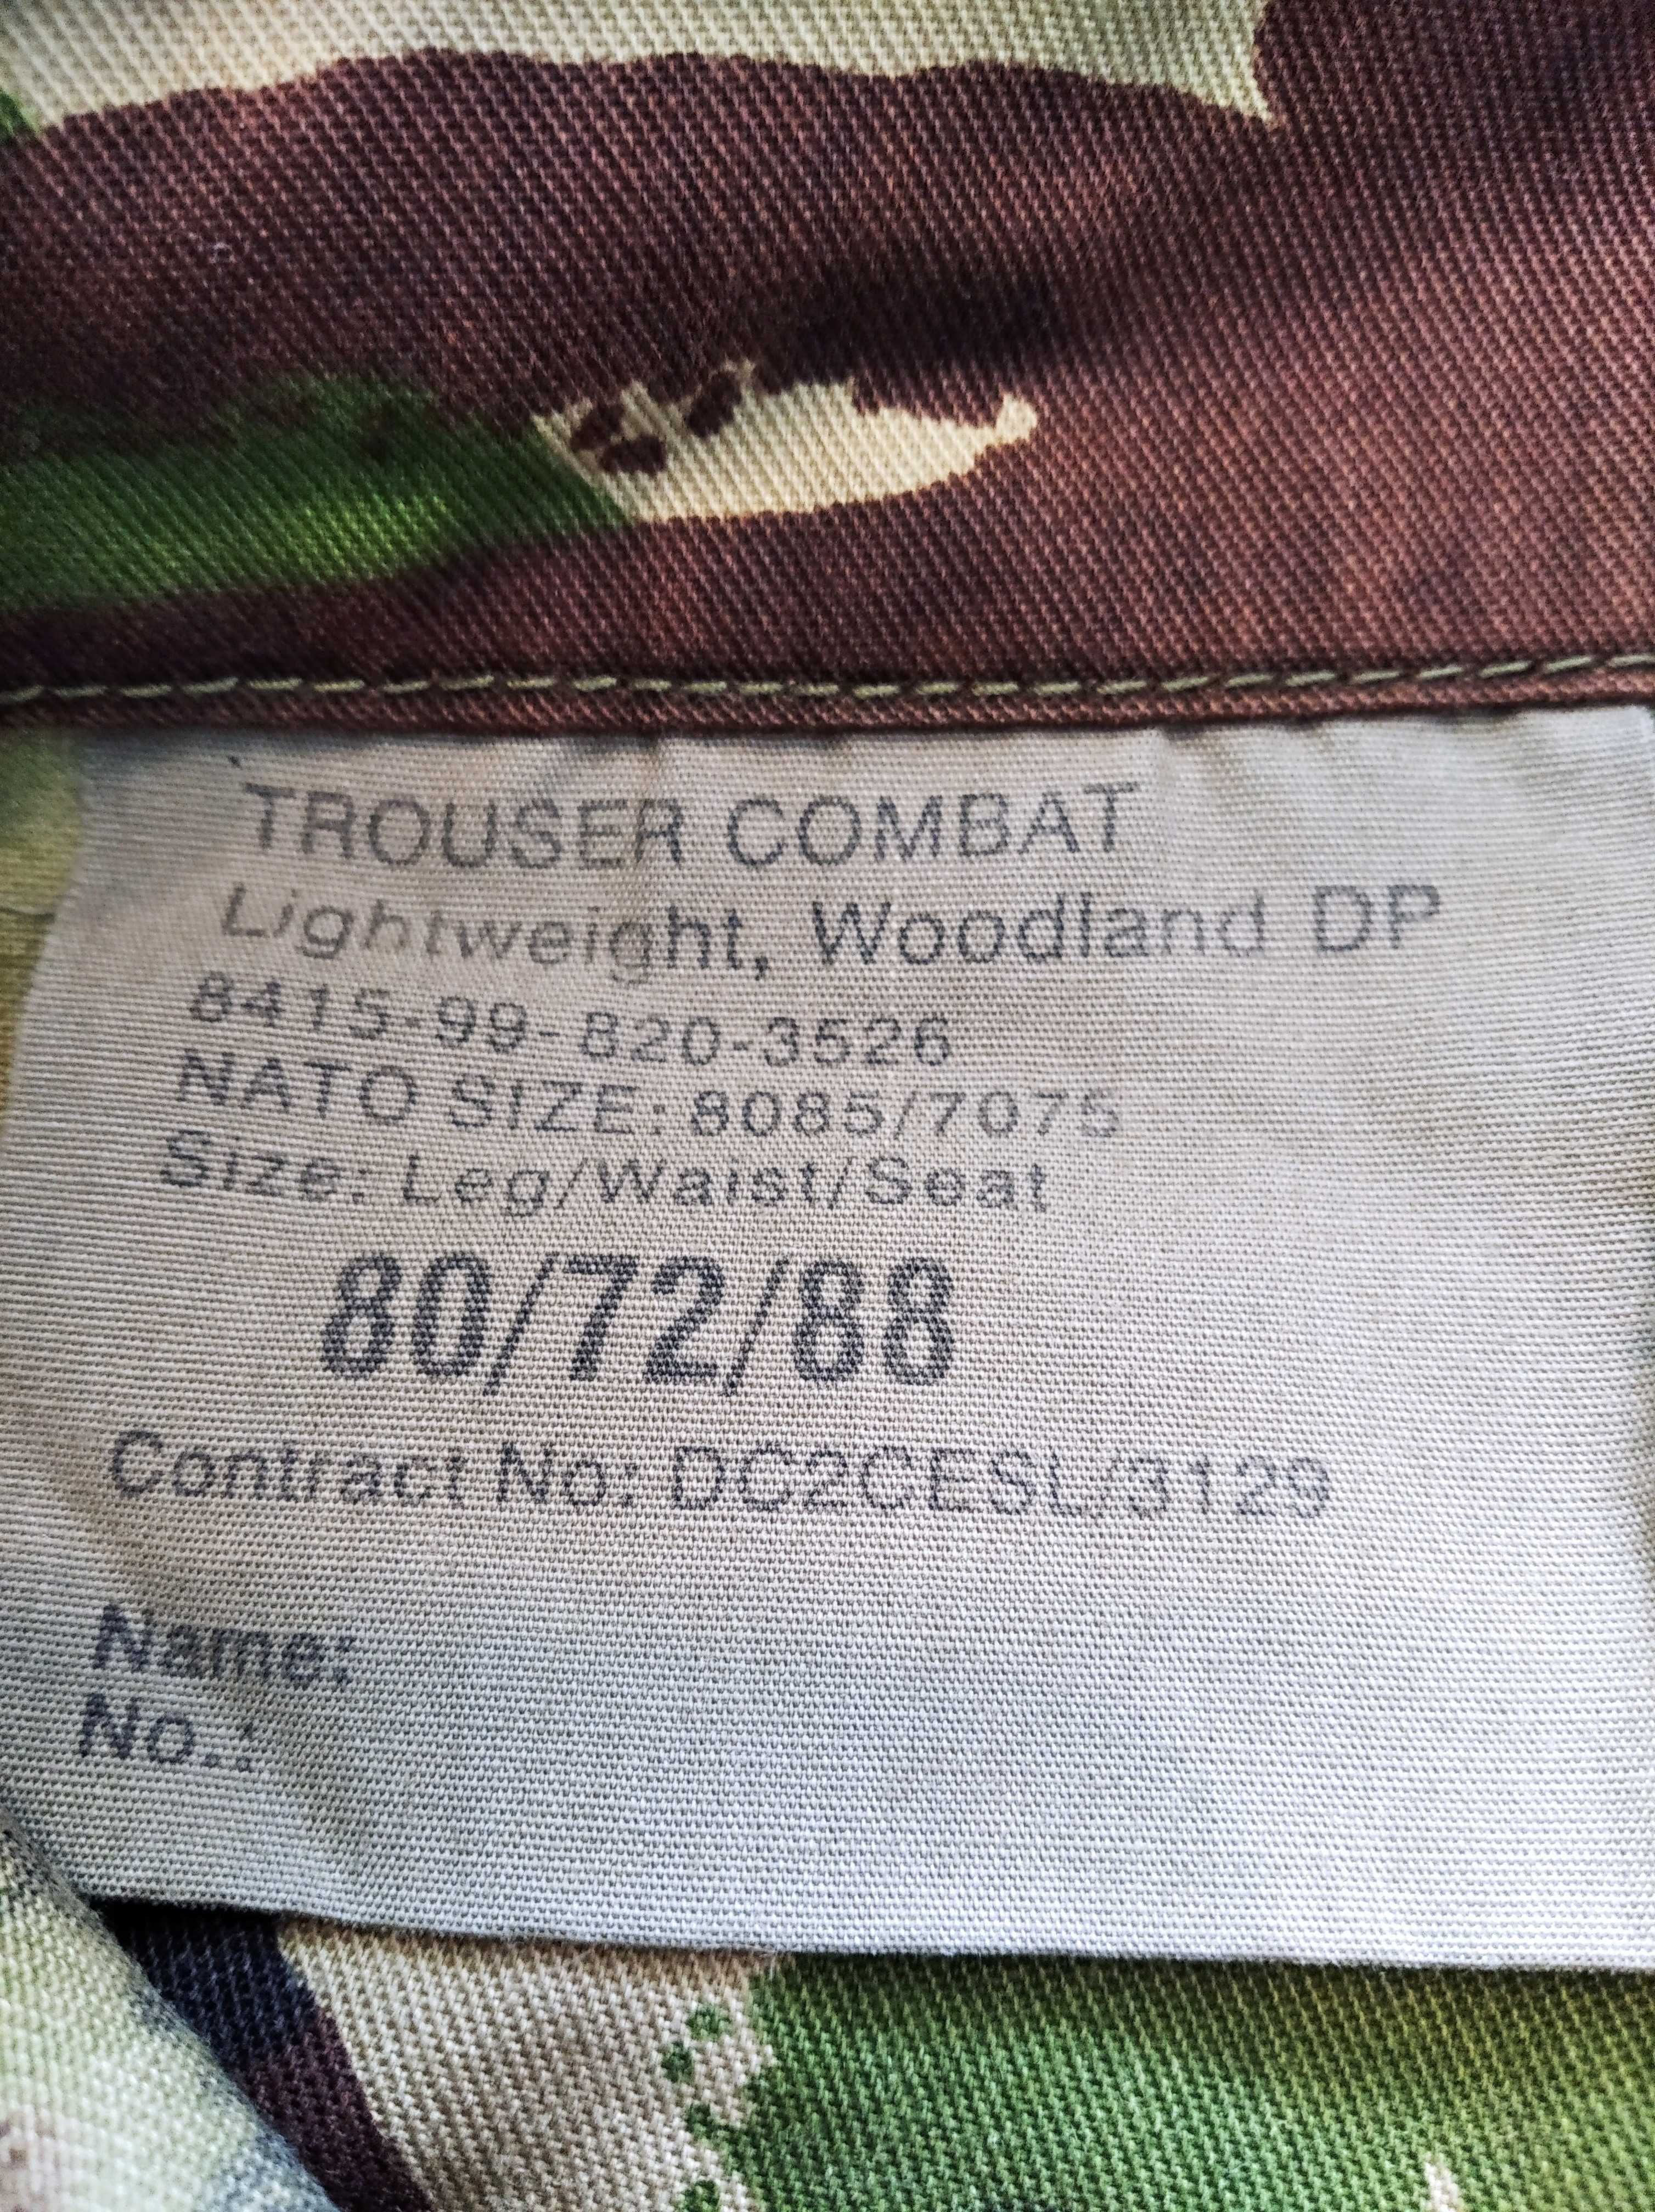 TROUSER COMBAT
Lightweight, Woodland DP
8415-99-820-3526
NATO SIZE: 8085/7075
Size: Leg/Waist/Seat
80/72/88
Contract No: DC2CESL/3129
Name:
No.: